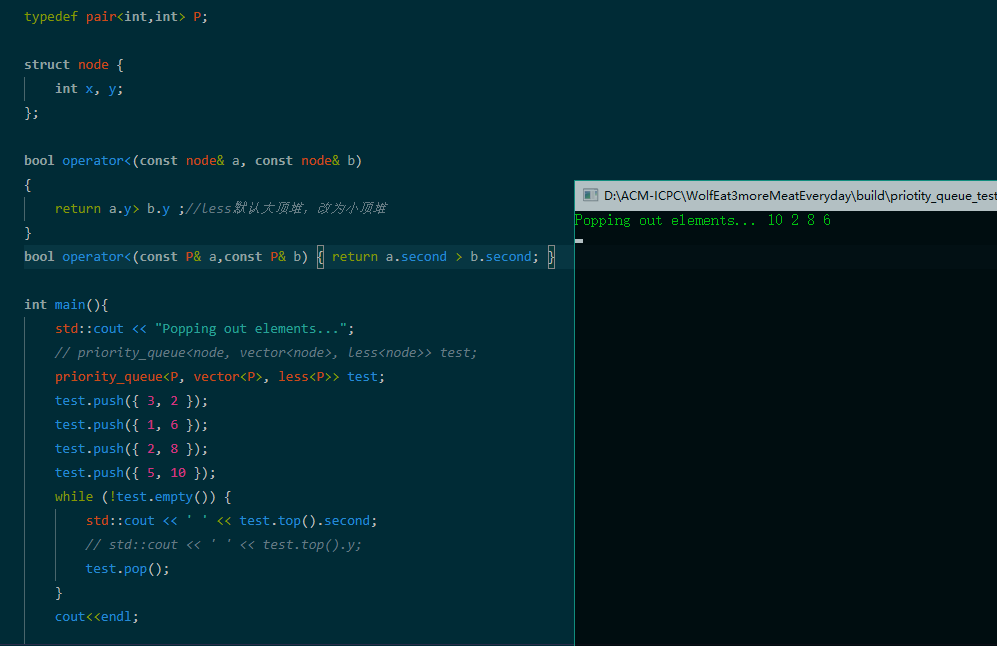 typedef pair<int,int> P;
struct node {
int x, y;
};
bool operator<(const node& a, const node& b)
{
return a.y> b.y ;//less默认大顶堆，改为小顶堆
}
bool operator<(const P& a,const P& b) { return a.second > b.second; }
int main(){
std::cout << "Popping out elements...";
// priority_queue<node, vector<node>, less<node>> test;
priority_queue<P, vector<P>, less<P>> test;
test.push({ 3, 2 });
test.push({ 1, 6 });
test.push({ 2, 8 });
test.push({ 5, 10 });
while (!test.empty()) {
std::cout << ' ' << test.top().second;
// std::cout << ' ' << test.top().y;
test.pop();
}
cout<<endl;
D:\ACM-ICPC\WolfEat3moreMeatEveryday\build\priotity_queue_test
Popping out elements... 10 2 8 6